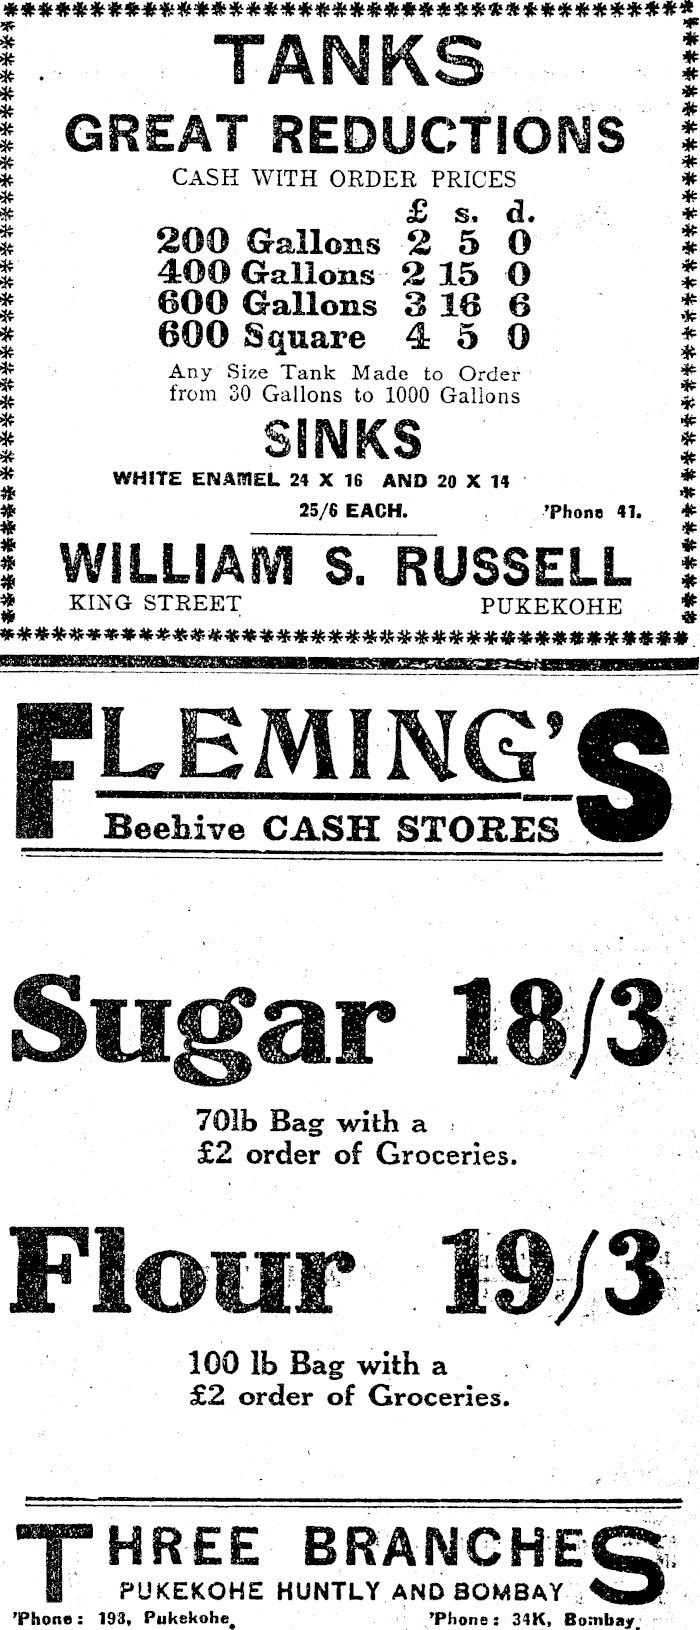 TANKS
GREAT REDUCTIONS
CASH WITH ORDER PRICES
£ s. d.
200 Gallons 2 5 0
400 Gallons 2 15 0
600 Gallons 3 16 6
600 Square 4 5 0
Any Size Tank Made to Order
from 30 Gallons to 1000 Gallons
SINKS
WHITE ENAMEL 24 X 16 AND 20 X 14
25/6 EACH. 'Phone 41.
WILLIAM S. RUSSELL
KING STREET PUKEKOHE
FLEMING'S
Beehive CASH STORES
Sugar 18/3
70lb Bag with a
£2 order of Groceries.
Flour 19/3
100 lb Bag with a
£2 order of Groceries.
THREE BRANCHES
PUKEKOHE HUNTLY AND BOMBAY
'Phone: 193, Pukekohe. 'Phone: 34K, Bombay.